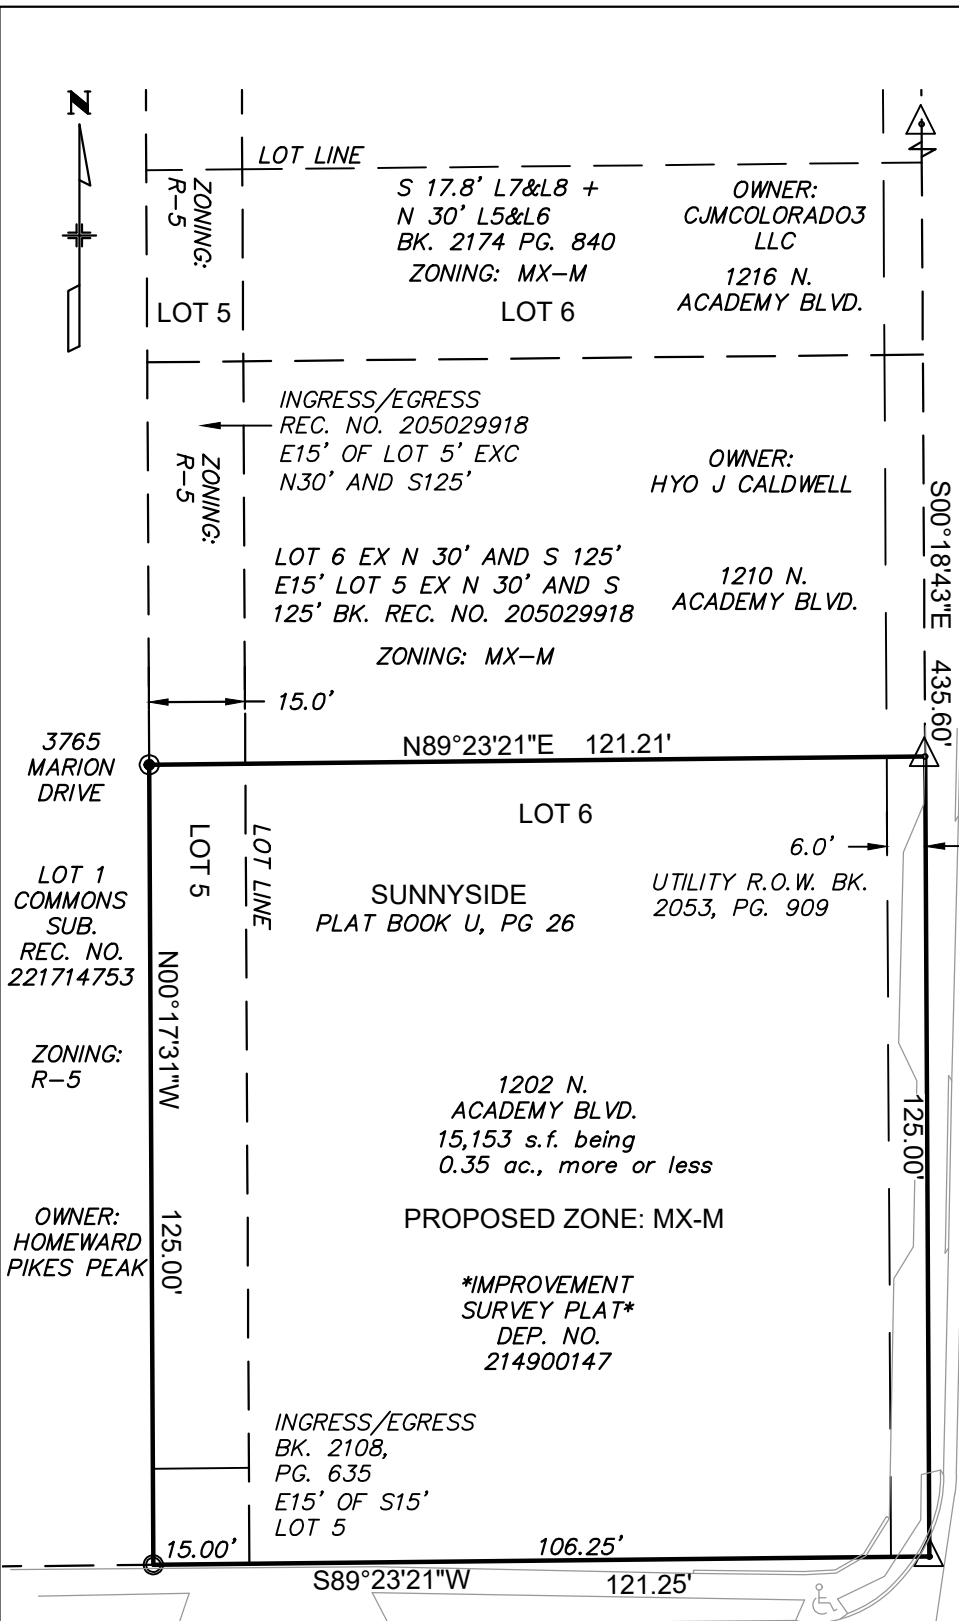 N
LOT LINE
ZONING:
R-5
S 17.8' L7&L8 +
N 30' L5&L6
BK. 2174 PG. 840
ZONING: MX-M
OWNER:
CJMCOLORADO3
LLC
1216 N.
ACADEMY BLVD.
LOT 5
LOT 6
INGRESS/EGRESS
REC. NO. 205029918
E15' OF LOT 5' EXC
N30' AND S125'
ZONING:
R-5
OWNER:
HYO J CALDWELL
S00°18'43"E 435.60'
LOT 6 EX N 30' AND S 125'
E15' LOT 5 EX N 30' AND S
125' BK. REC. NO. 205029918
1210 N.
ACADEMY BLVD.
ZONING: MX-M
15.0'
3765
MARION
DRIVE
N89°23'21"E 121.21'
LOT 6
LOT 5
LOT LINE
6.0'
UTILITY R.O.W. BK.
2053, PG. 909
SUNNYSIDE
PLAT BOOK U, PG 26
LOT 1
COMMONS
SUB.
REC. NO.
221714753
N00°17'31"W
125.00'
ZONING:
R-5
1202 N.
ACADEMY BLVD.
15,153 s.f. being
0.35 ac., more or less
125.00'
PROPOSED ZONE: MX-M
OWNER:
HOMEWARD
PIKES PEAK
*IMPROVEMENT
SURVEY PLAT*
DEP. NO.
214900147
INGRESS/EGRESS
BK. 2108,
PG. 635
E15' OF S15'
LOT 5
15.00'
106.25'
S89°23'21"W 121.25'